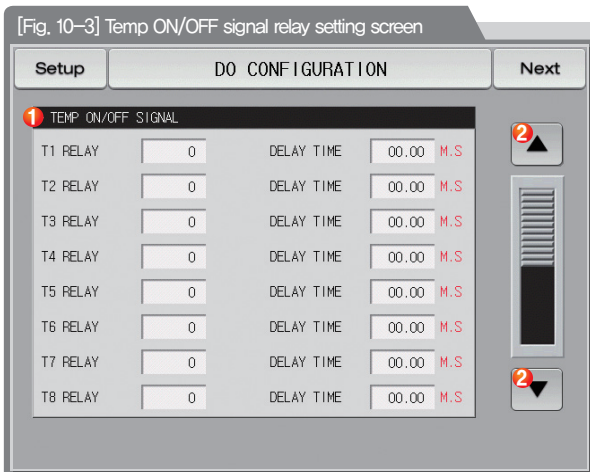 [Fig. 10-3] Temp ON/OFF signal relay setting screen
Setup DO CONFIGURATION Next
1 TEMP ON/OFF SIGNAL
2
T1 RELAY 0 DELAY TIME 00.00 M.S
T2 RELAY 0 DELAY TIME 00.00 M.S
T3 RELAY 0 DELAY TIME 00.00 M.S
T4 RELAY 0 DELAY TIME 00.00 M.S
T5 RELAY 0 DELAY TIME 00.00 M.S
T6 RELAY 0 DELAY TIME 00.00 M.S
T7 RELAY 0 DELAY TIME 00.00 M.S
2
T8 RELAY 0 DELAY TIME 00.00 M.S